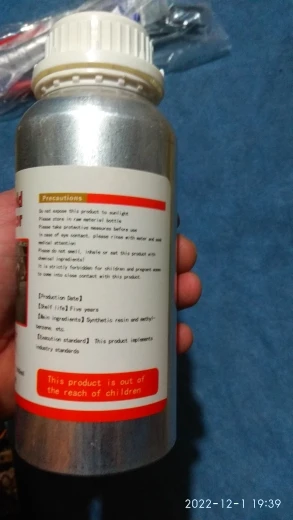 Precautions
Do not expose this product to sunlight
Please store in raw material bottle
Please take protective measures before use
In case of eye contact, please rinse with water and seek
medical attention
Please do not smell, inhale or eat this product with
chemical ingredients!
It is strictly forbidden for children and pregnant women
to come into close contact with this product.
【Production Date】
【Shelf life】Five years
【Main ingredients】Synthetic resin and methyl-
benzene, etc.
【Execution standard】 This product implements
industry standards
This product is out of
the reach of children
2022-12-1 19:39